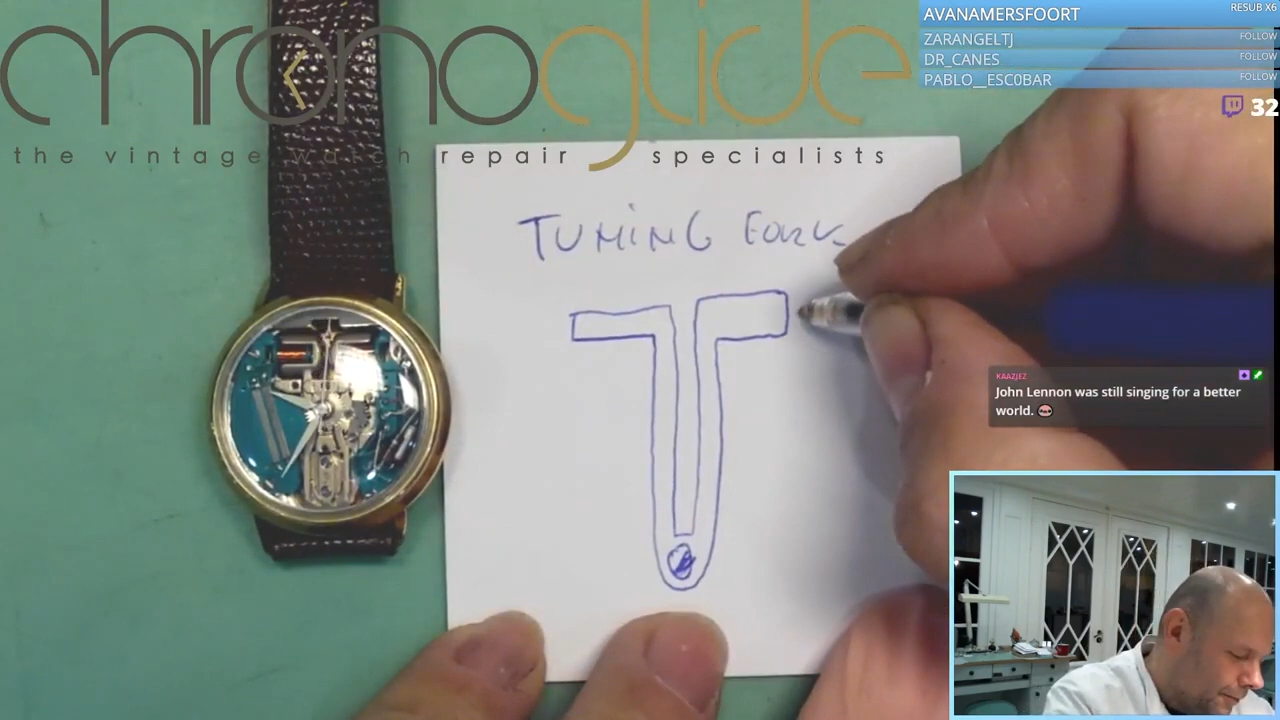 chronoglide
the vintage watch repair specialists
AVANAMERSFOORT RESUB X6
ZARANGELTJ FOLLOW
DR_CANES FOLLOW
PABLO__ESC0BAR FOLLOW
32
TUNING FORK
KAAZJEZ
John Lennon was still singing for a better
world.